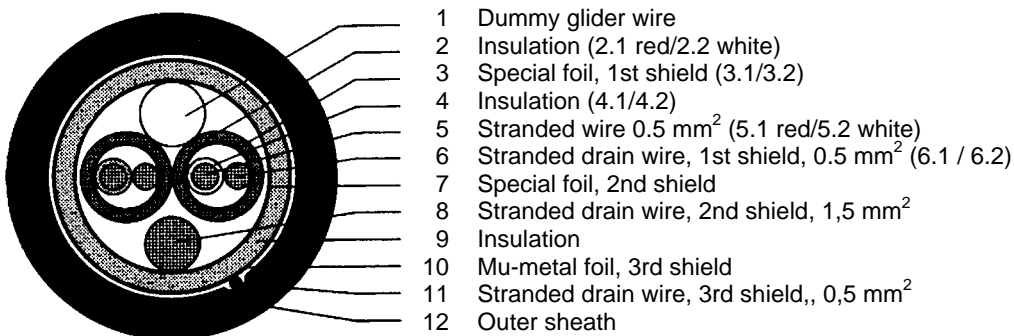 1 Dummy glider wire
2 Insulation (2.1 red/2.2 white)
3 Special foil, 1st shield (3.1/3.2)
4 Insulation (4.1/4.2)
5 Stranded wire 0.5 mm² (5.1 red/5.2 white)
6 Stranded drain wire, 1st shield, 0.5 mm² (6.1 / 6.2)
7 Special foil, 2nd shield
8 Stranded drain wire, 2nd shield, 1,5 mm²
9 Insulation
10 Mu-metal foil, 3rd shield
11 Stranded drain wire, 3rd shield,, 0,5 mm²
12 Outer sheath